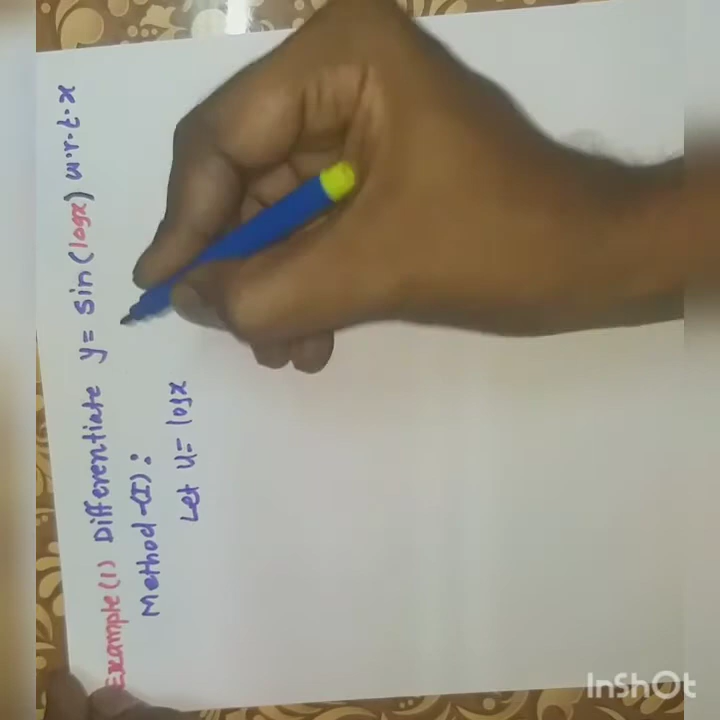 Example (1) Differentiate y = sin(logx) w.r.t.x
Method-(I):
Let u = logx
InShOt